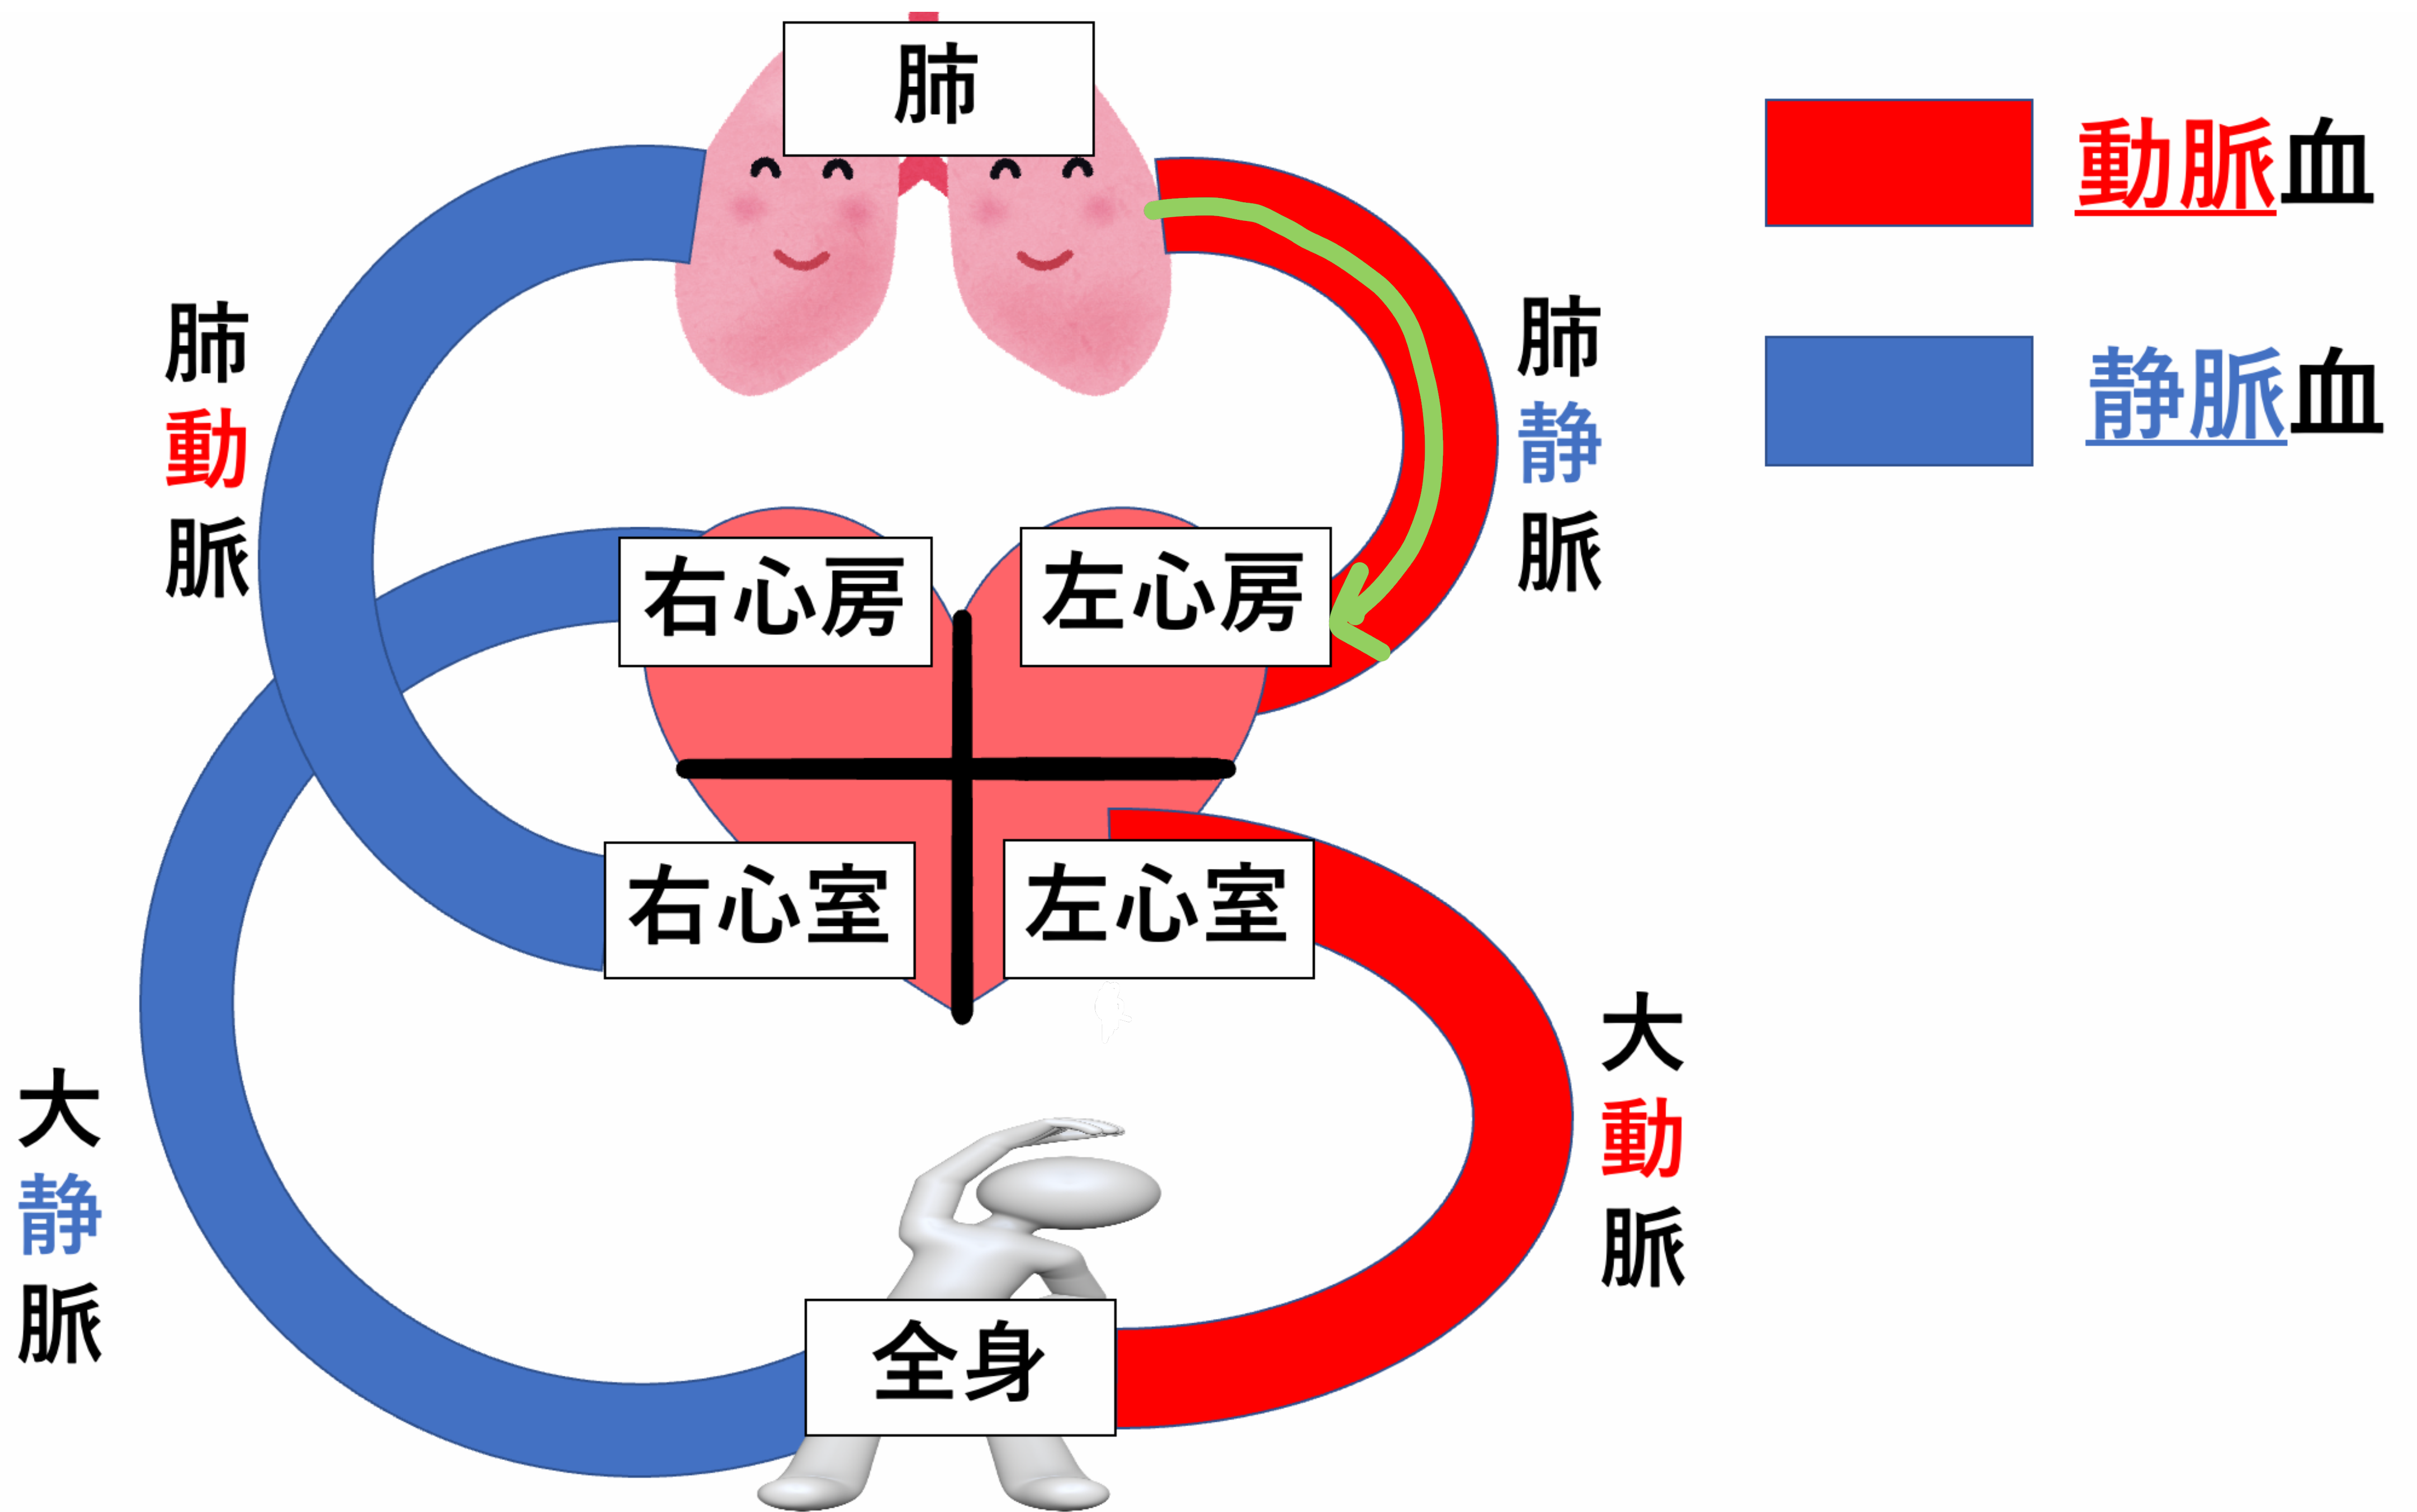 肺
動脈血
静脈血
肺動脈
肺静脈
右心房
左心房
右心室
左心室
大動脈
大静脈
全身